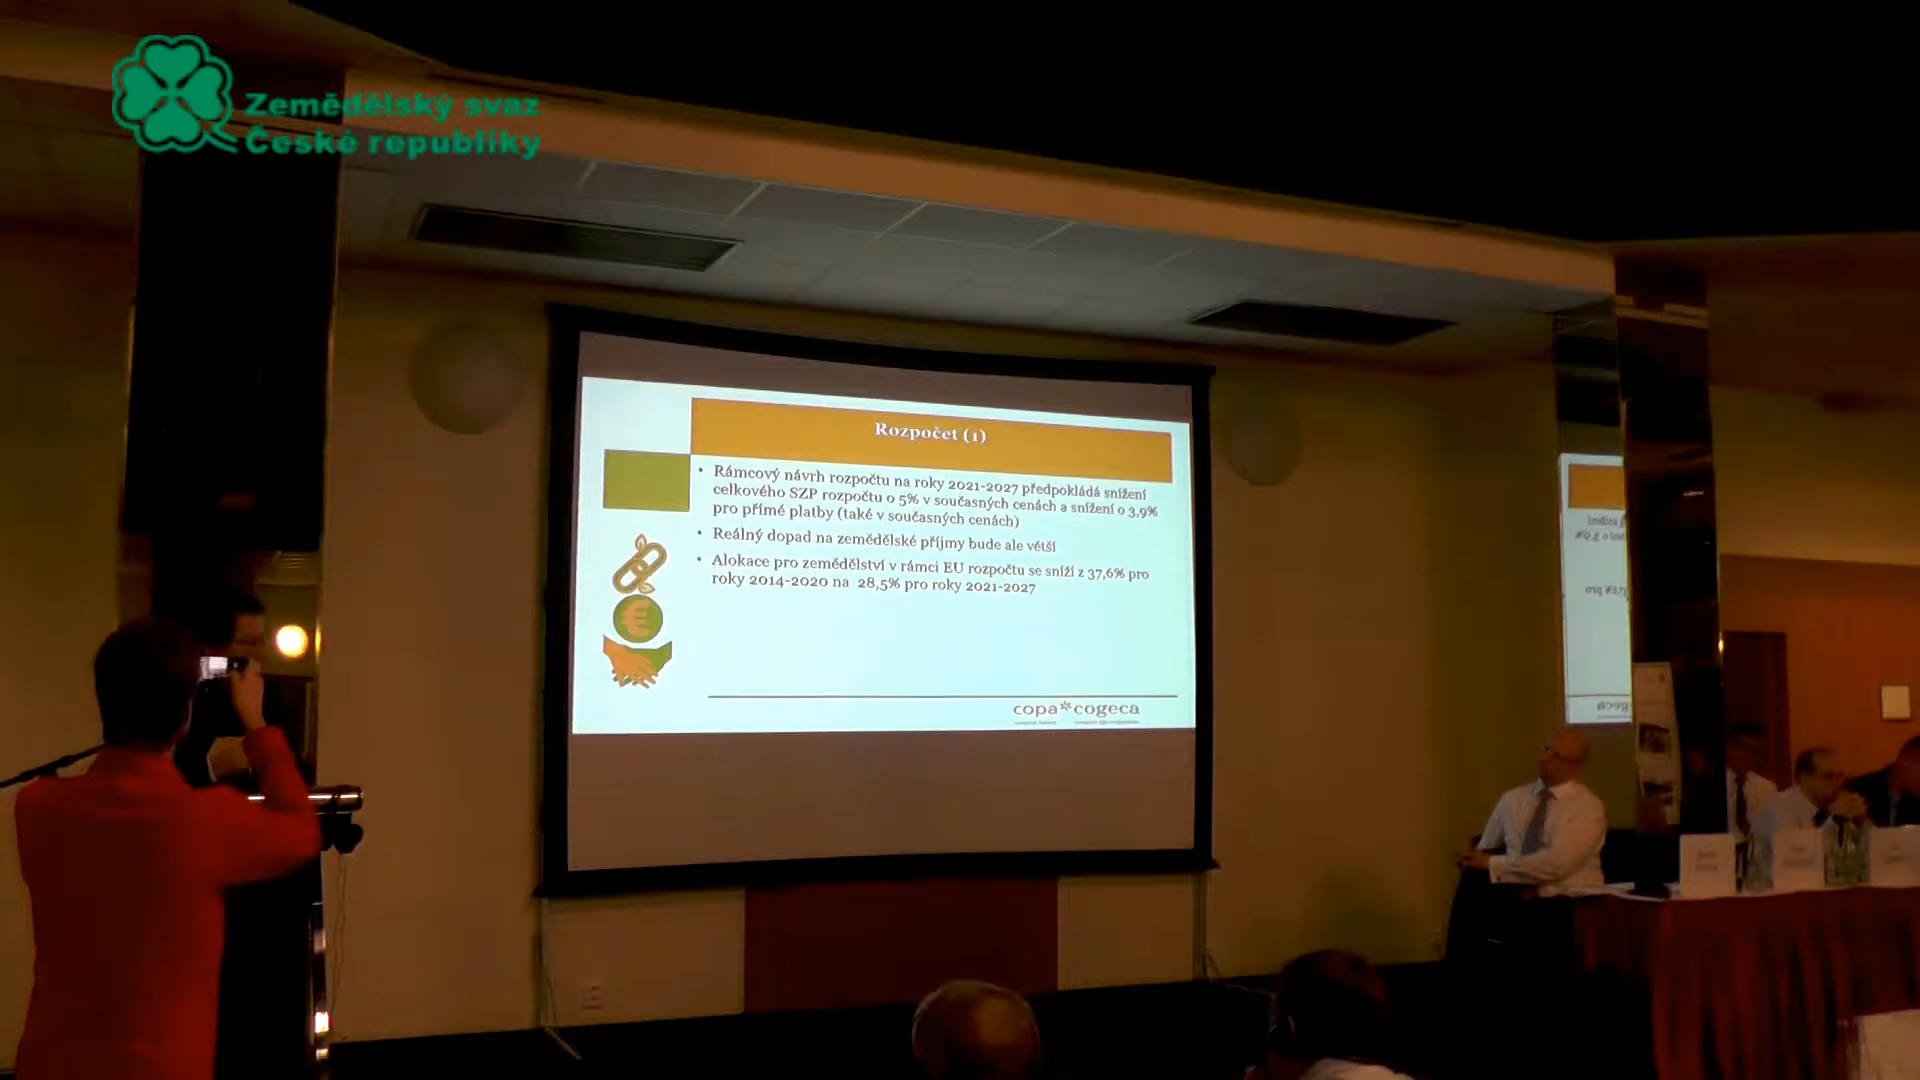 Zemědělský svaz
České republiky
Rozpočet (1)
• Rámcový návrh rozpočtu na roky 2021-2027 předpokládá snížení
celkového SZP rozpočtu o 5% v současných cenách a snížení o 3,9%
pro přímé platby (také v současných cenách)
• Reálný dopad na zemědělské příjmy bude ale větší
• Alokace pro zemědělství v rámci EU rozpočtu se sníží z 37,6% pro
roky 2014-2020 na 28,5% pro roky 2021-2027
copa*cogeca